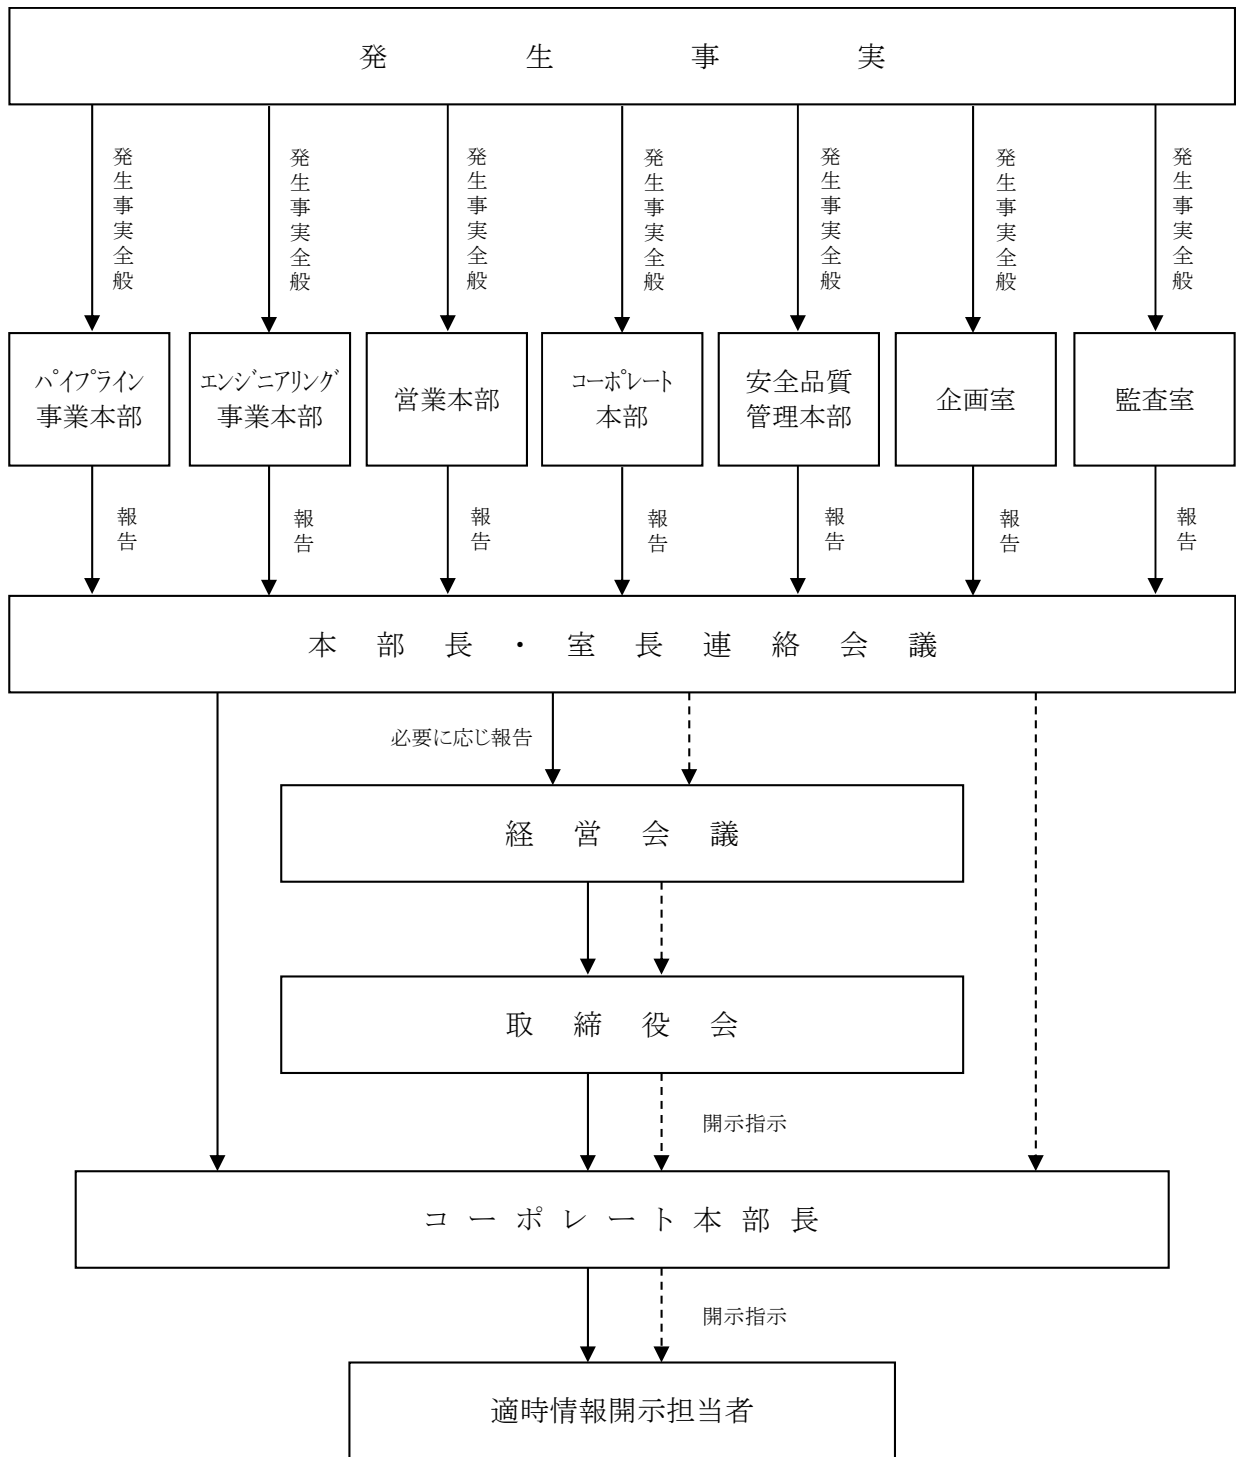 発生事実
発生事実全般
発生事実全般
発生事実全般
発生事実全般
発生事実全般
発生事実全般
発生事実全般
パイプライン
事業本部
エンジニアリング
事業本部
営業本部
コーポレート
本部
安全品質
管理本部
企画室
監査室
報告
報告
報告
報告
報告
報告
報告
本部長・室長連絡会議
必要に応じ報告
経営会議
取締役会
開示指示
コーポレート本部長
開示指示
適時情報開示担当者